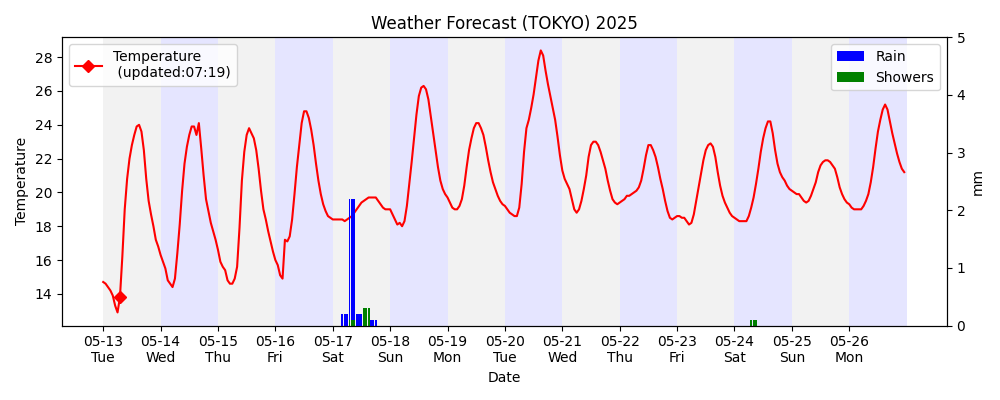 Weather Forecast (TOKYO) 2025
Temperature
(updated:07:19)
Rain
Showers
Temperature
28
26
24
22
20
18
16
14
5
4
3
2
1
0
mm
05-13 05-14 05-15 05-16 05-17 05-18 05-19 05-20 05-21 05-22 05-23 05-24 05-25 05-26
Tue Wed Thu Fri Sat Sun Mon Tue Wed Thu Fri Sat Sun Mon
Date